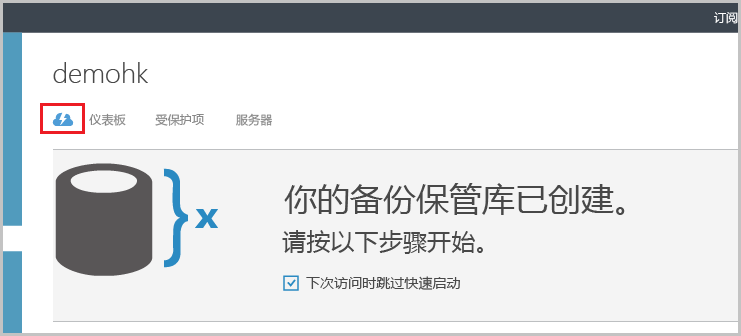 订阅
demohk
仪表板 受保护项 服务器
x
你的备份保管库已创建。
请按以下步骤开始。
下次访问时跳过快速启动